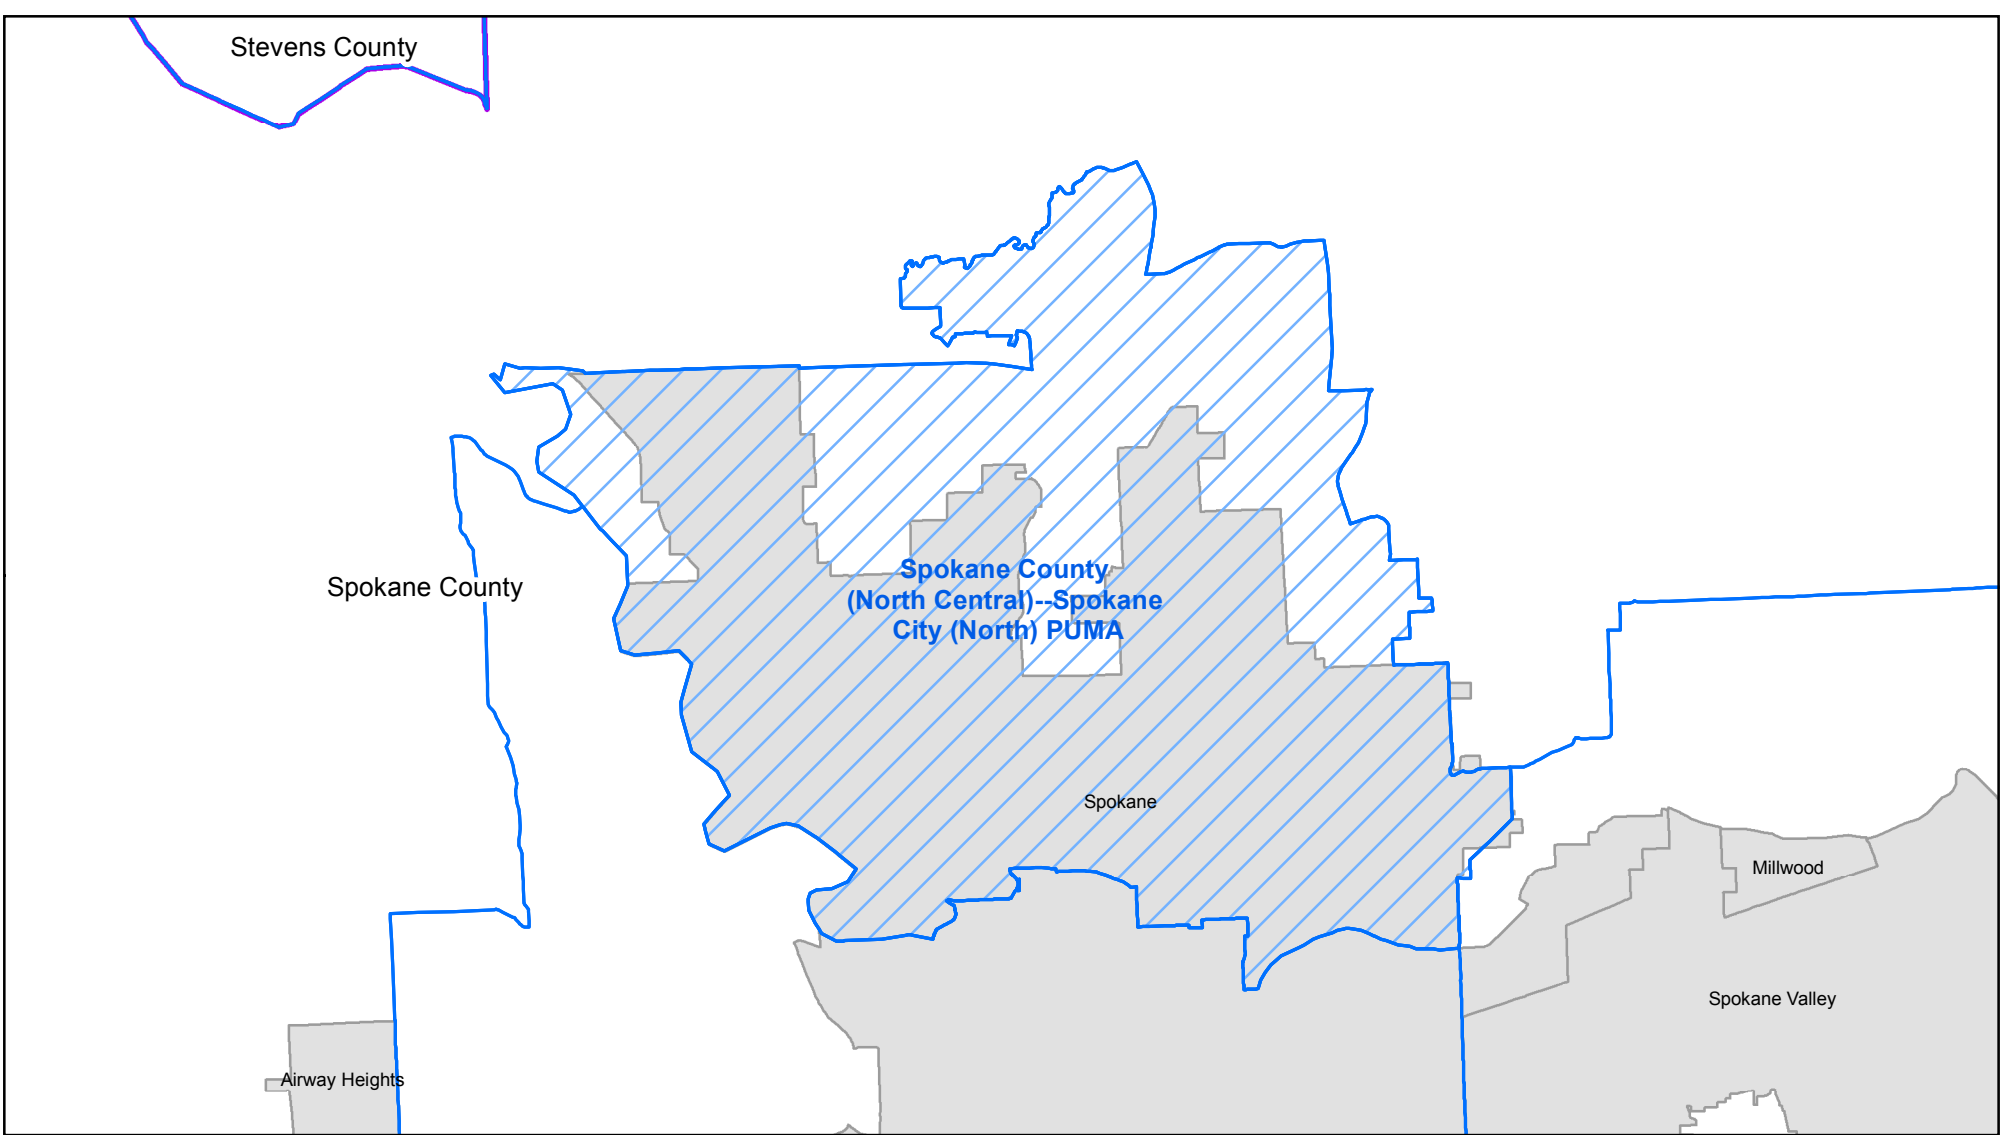 Stevens County
Spokane County
Spokane County
(North Central)--Spokane
City (North) PUMA
Spokane
Millwood
Spokane Valley
Airway Heights